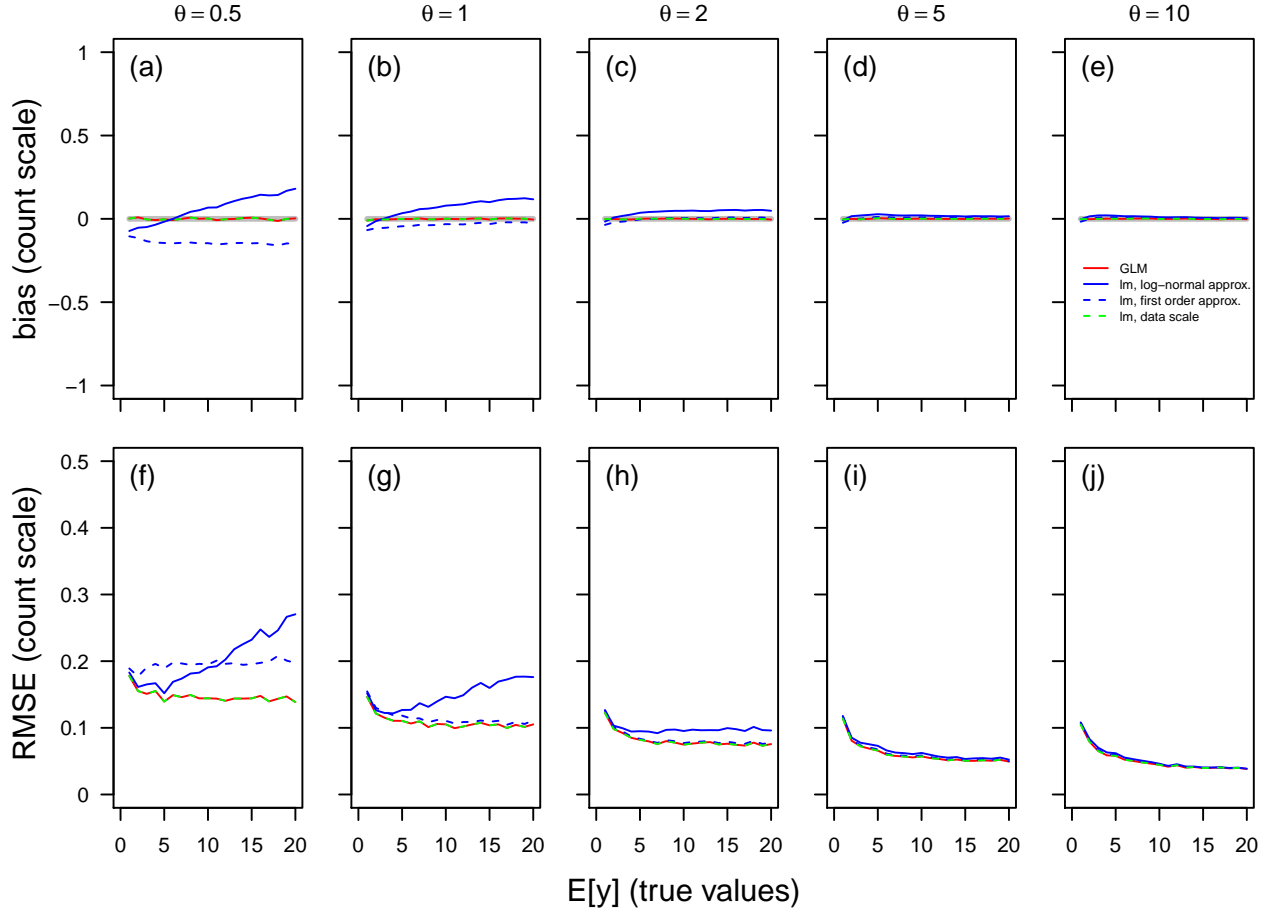 θ = 0.5 θ = 1 θ = 2 θ = 5 θ = 10
(a) (b) (c) (d) (e)
1
0.5
0
−0.5
−1
bias (count scale)
GLM
lm, log−normal approx.
lm, first order approx.
lm, data scale
(f) (g) (h) (i) (j)
0.5
0.4
0.3
0.2
0.1
0
RMSE (count scale)
0 5 10 15 20 0 5 10 15 20 0 5 10 15 20 0 5 10 15 20 0 5 10 15 20
E[y] (true values)